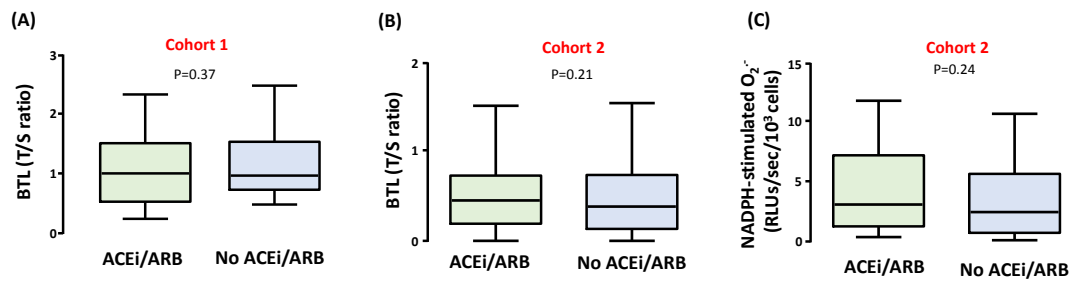 (A)
Cohort 1
P=0.37
BTL (T/S ratio)
3
2
1
0
ACEi/ARB
No ACEi/ARB
(B)
Cohort 2
P=0.21
BTL (T/S ratio)
2
1
0
ACEi/ARB
No ACEi/ARB
(C)
Cohort 2
P=0.24
NADPH-stimulated O₂·⁻
(RLUs/sec/10³ cells)
15
10
5
0
ACEi/ARB
No ACEi/ARB